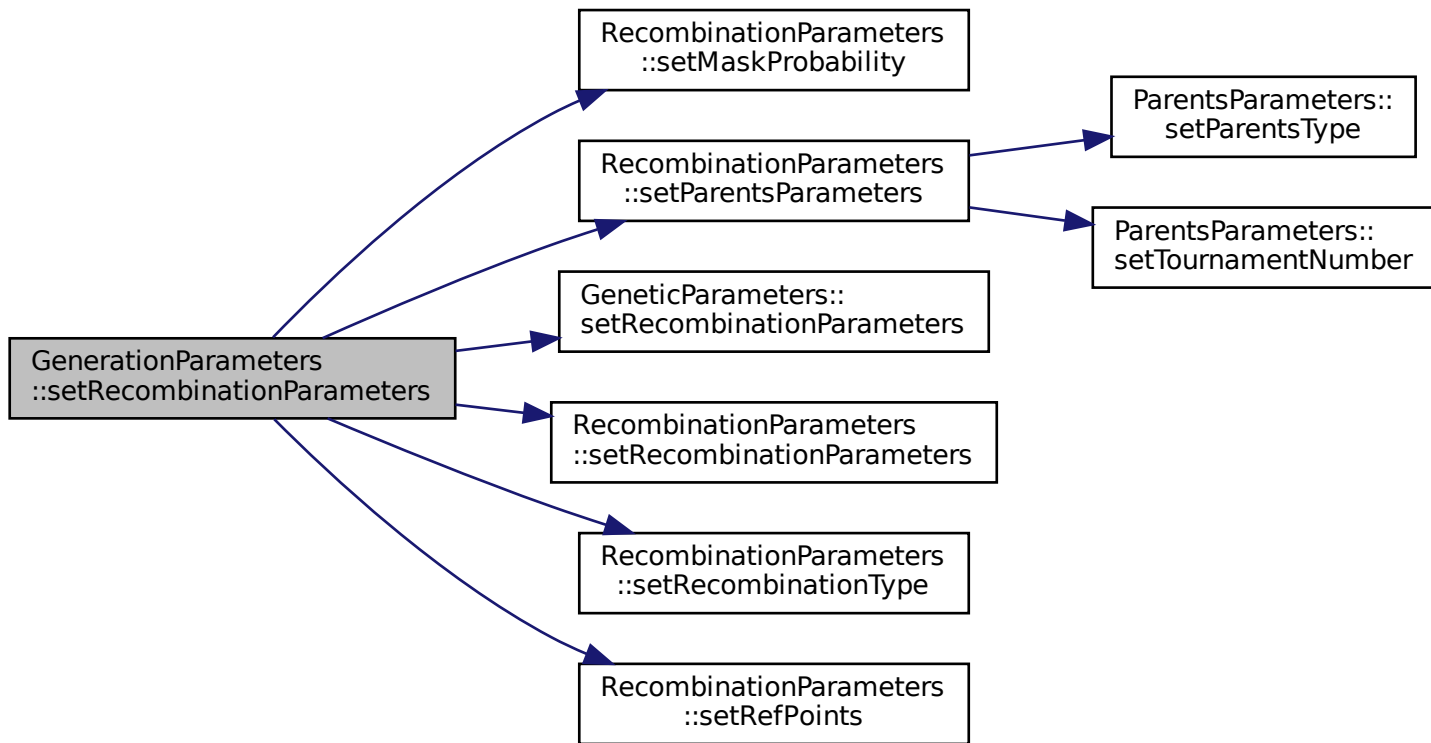 RecombinationParameters
::setMaskProbability
ParentsParameters::
setParentsType
RecombinationParameters
::setParentsParameters
ParentsParameters::
setTournamentNumber
GeneticParameters::
setRecombinationParameters
GenerationParameters
::setRecombinationParameters
RecombinationParameters
::setRecombinationParameters
RecombinationParameters
::setRecombinationType
RecombinationParameters
::setRefPoints